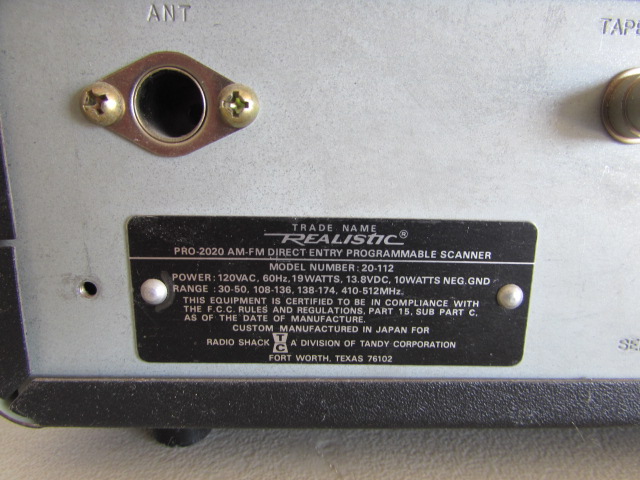 ANT
TAPE
TRADE NAME
REALISTIC®
PRO-2020 AM-FM DIRECT ENTRY PROGRAMMABLE SCANNER
MODEL NUMBER: 20-112
POWER: 120VAC, 60Hz, 19WATTS, 13.8VDC, 10WATTS NEG.GND
RANGE : 30-50, 108-136, 138-174, 410-512MHz.
THIS EQUIPMENT IS CERTIFIED TO BE IN COMPLIANCE WITH
THE F.C.C. RULES AND REGULATIONS, PART 15, SUB PART C,
AS OF THE DATE OF MANUFACTURE.
CUSTOM MANUFACTURED IN JAPAN FOR
RADIO SHACK TC A DIVISION OF TANDY CORPORATION
FORT WORTH, TEXAS 76102